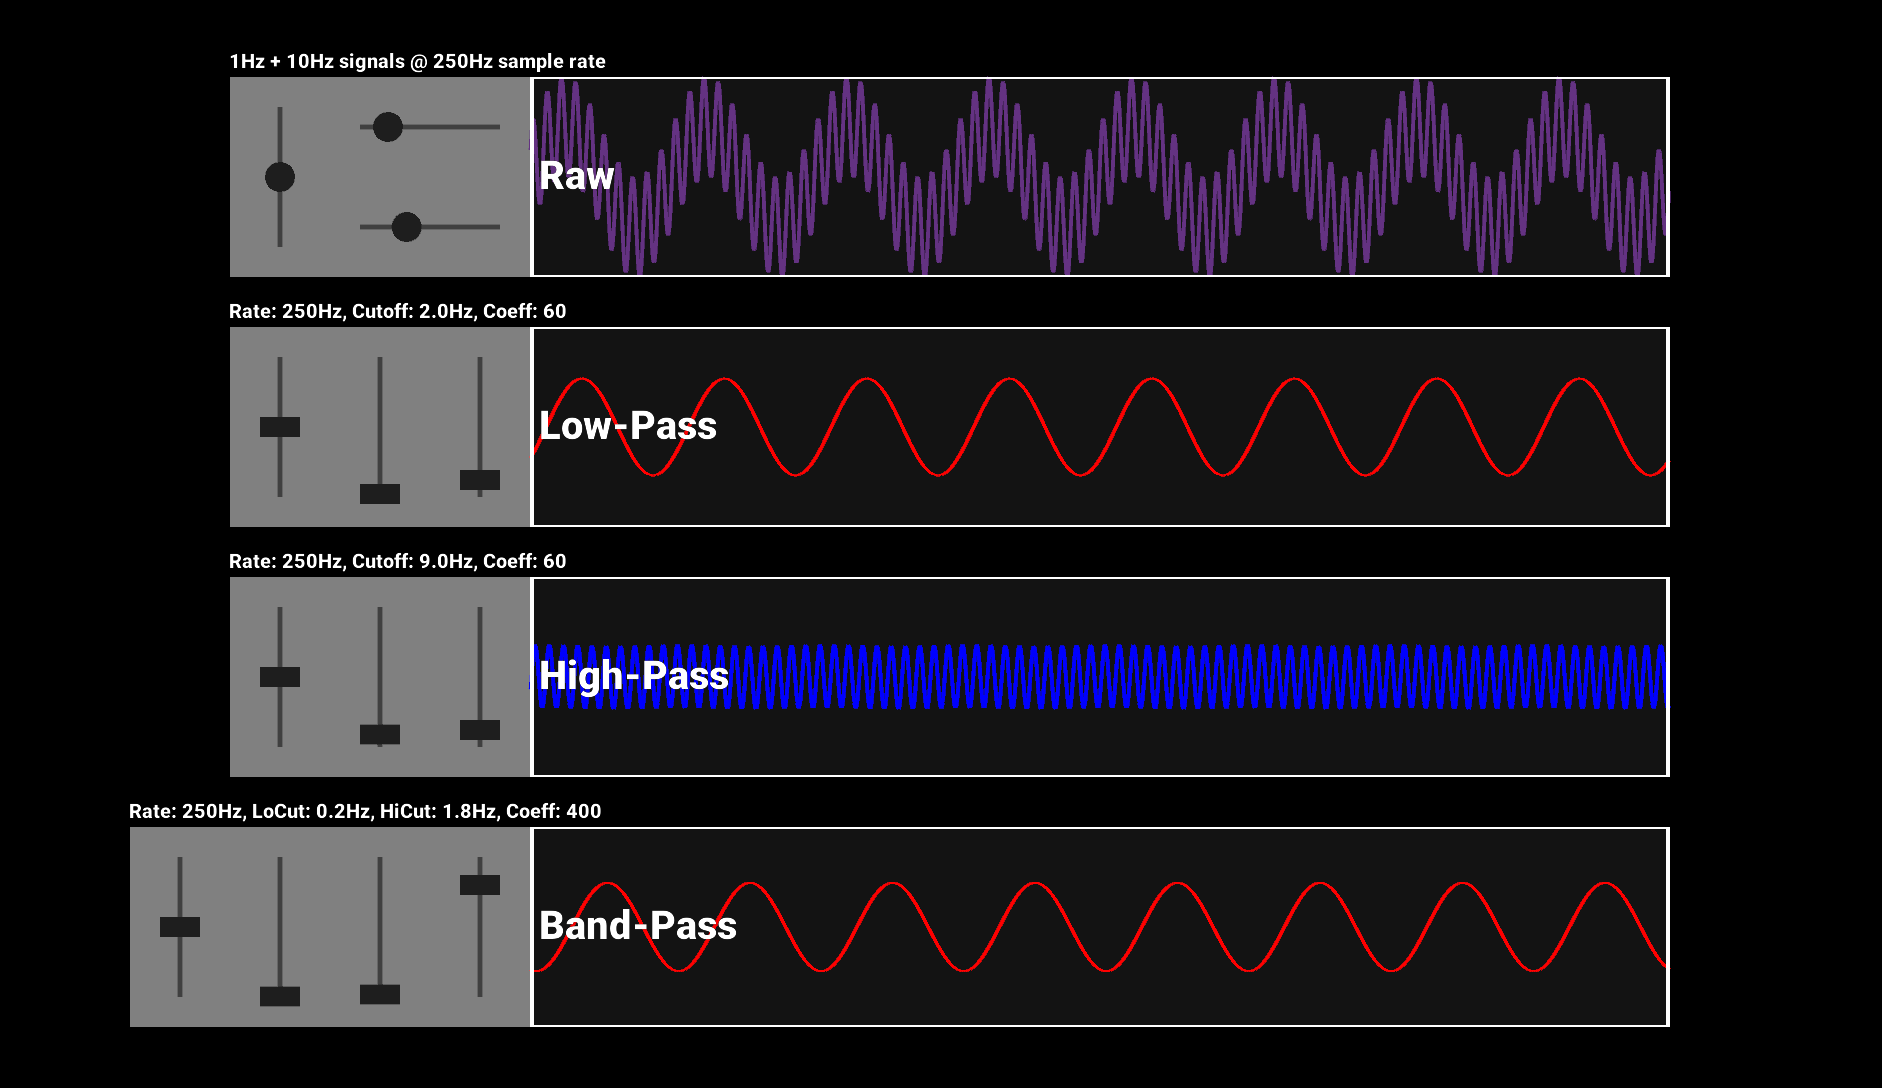 1Hz + 10Hz signals @ 250Hz sample rate
Raw
Rate: 250Hz, Cutoff: 2.0Hz, Coeff: 60
Low-Pass
Rate: 250Hz, Cutoff: 9.0Hz, Coeff: 60
High-Pass
Rate: 250Hz, LoCut: 0.2Hz, HiCut: 1.8Hz, Coeff: 400
Band-Pass